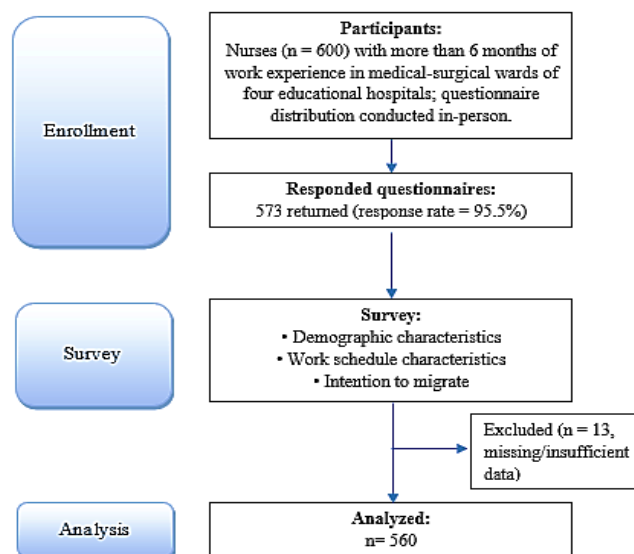 Enrollment
Participants:
Nurses (n = 600) with more than 6 months of
work experience in medical-surgical wards of
four educational hospitals; questionnaire
distribution conducted in-person.
Responded questionnaires:
573 returned (response rate = 95.5%)
Survey
Survey:
• Demographic characteristics
• Work schedule characteristics
• Intention to migrate
Excluded (n = 13,
missing/insufficient
data)
Analysis
Analyzed:
n= 560